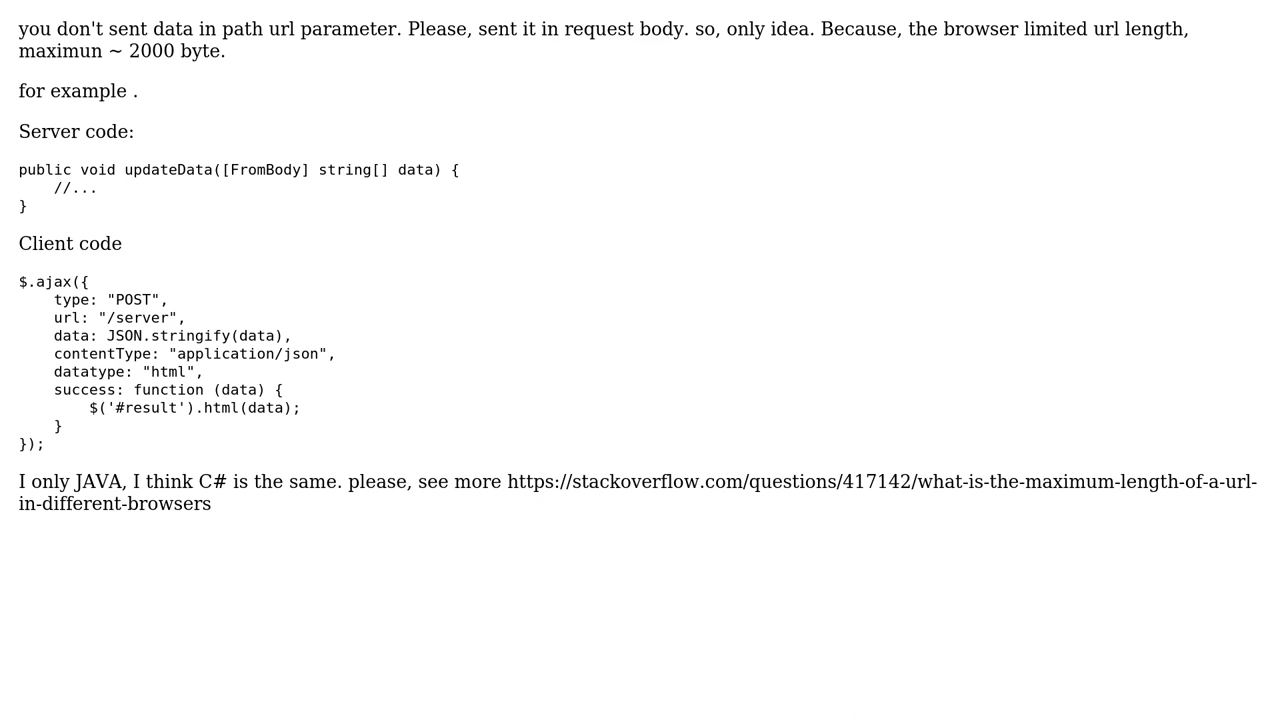 you don't sent data in path url parameter. Please, sent it in request body. so, only idea. Because, the browser limited url length,
maximun ~ 2000 byte.
for example .
Server code:
public void updateData([FromBody] string[] data) {
    //...
}
Client code
$.ajax({
    type: "POST",
    url: "/server",
    data: JSON.stringify(data),
    contentType: "application/json",
    datatype: "html",
    success: function (data) {
        $('#result').html(data);
    }
});
I only JAVA, I think C# is the same. please, see more https://stackoverflow.com/questions/417142/what-is-the-maximum-length-of-a-url-
in-different-browsers